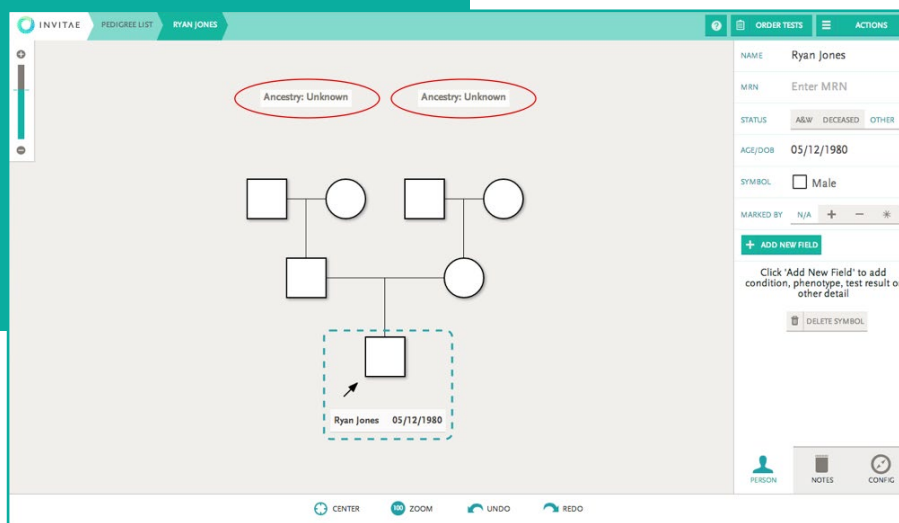 INVITAE PEDIGREE LIST RYAN JONES ? ORDER TESTS ACTIONS
Ancestry: Unknown Ancestry: Unknown
Ryan Jones 05/12/1980
NAME Ryan Jones
MRN Enter MRN
STATUS A&W DECEASED OTHER
AGE/DOB 05/12/1980
SYMBOL Male
MARKED BY N/A + − *
+ ADD NEW FIELD
Click 'Add New Field' to add
condition, phenotype, test result or
other detail
DELETE SYMBOL
PERSON NOTES CONFIG
CENTER 100 ZOOM UNDO REDO